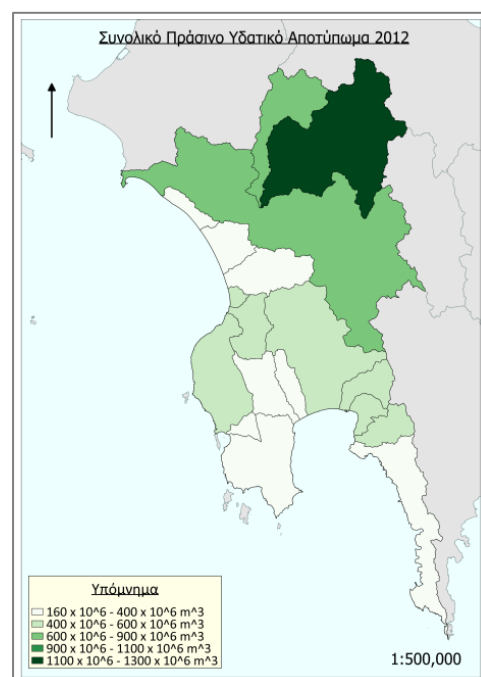 Συνολικό Πράσινο Υδατικό Αποτύπωμα 2012
Υπόμνημα
160 x 10^6 - 400 x 10^6 m^3
400 x 10^6 - 600 x 10^6 m^3
600 x 10^6 - 900 x 10^6 m^3
900 x 10^6 - 1100 x 10^6 m^3
1100 x 10^6 - 1300 x 10^6 m^3
1:500,000